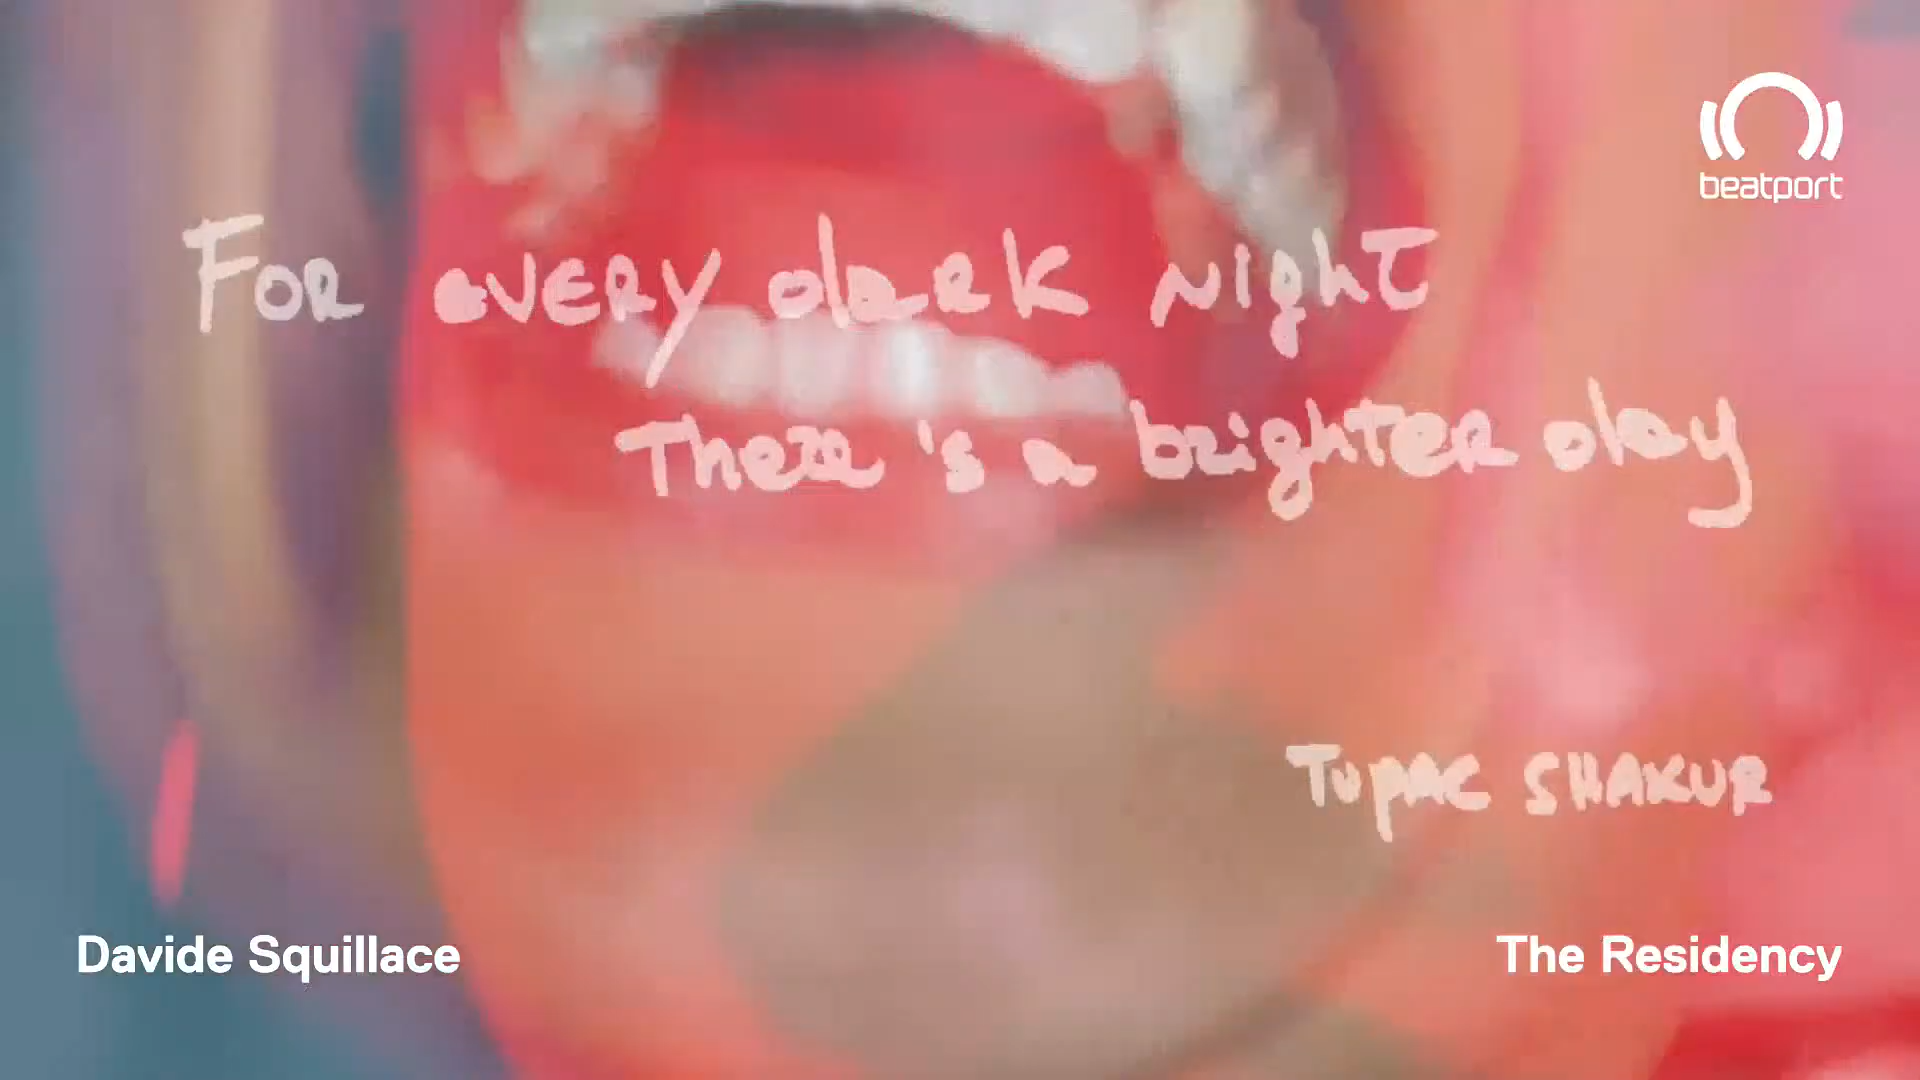 beatport
For every dark night
There's a brighter day
Tupac Shakur
Davide Squillace
The Residency